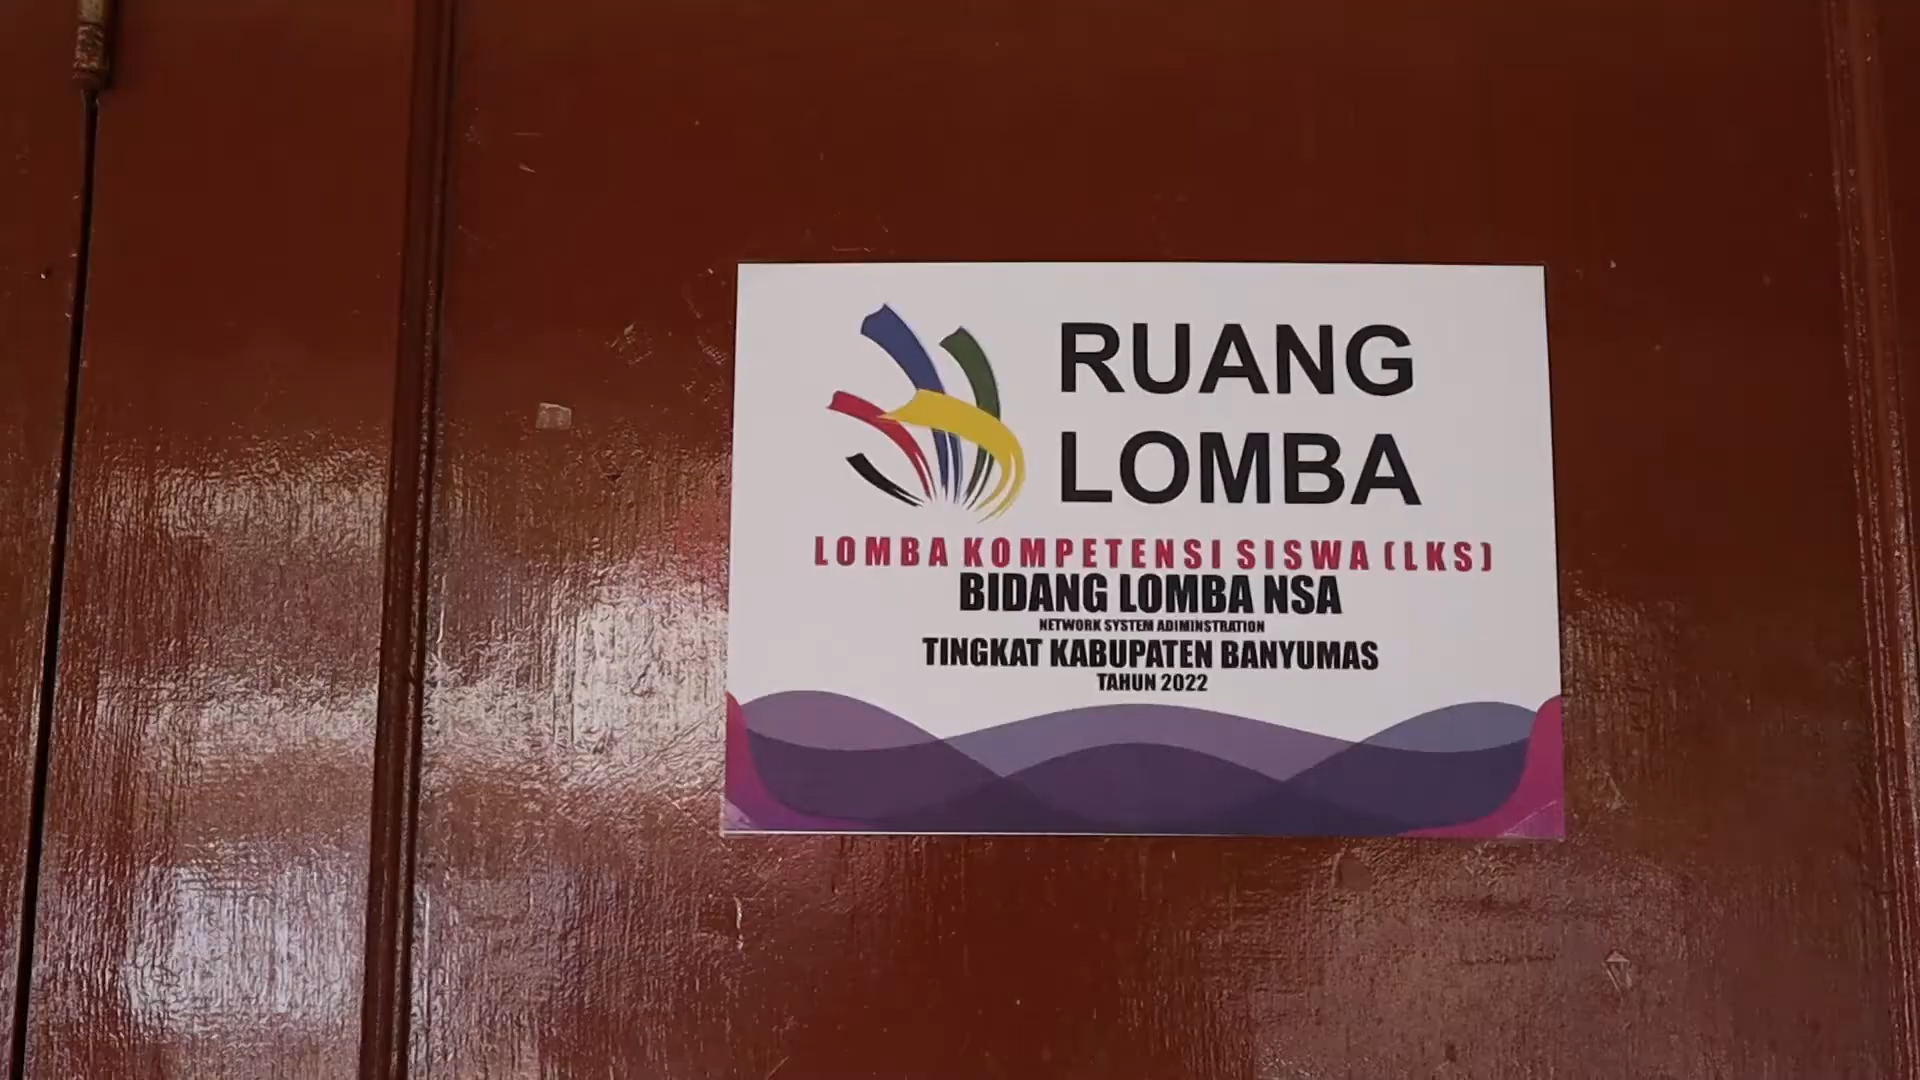 RUANG
LOMBA
LOMBA KOMPETENSI SISWA (LKS)
BIDANG LOMBA NSA
NETWORK SYSTEM ADIMINSTRATION
TINGKAT KABUPATEN BANYUMAS
TAHUN 2022